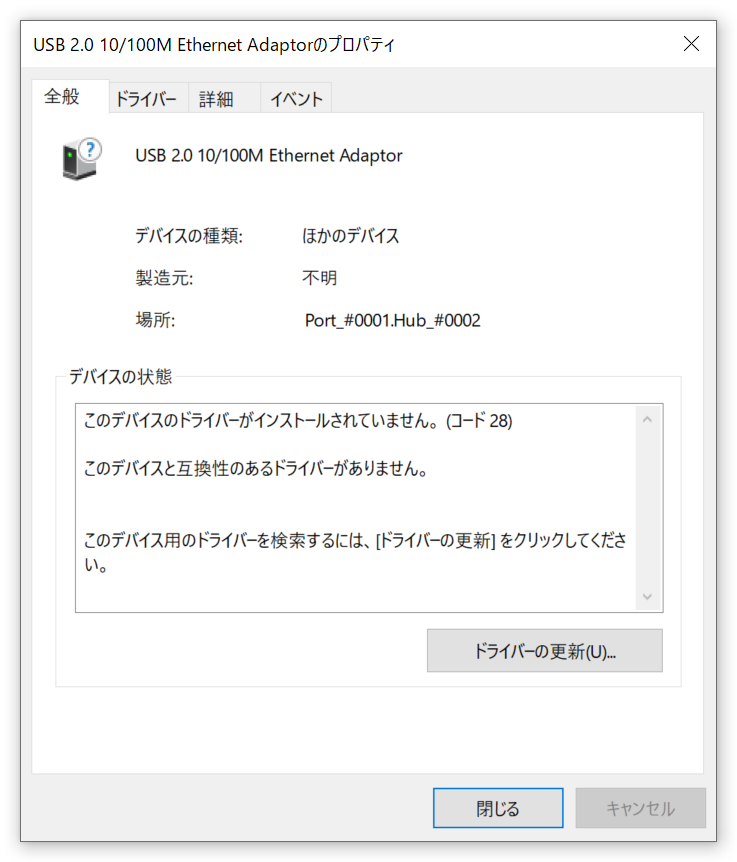 USB 2.0 10/100M Ethernet Adaptorのプロパティ
全般 ドライバー 詳細 イベント
USB 2.0 10/100M Ethernet Adaptor
デバイスの種類: ほかのデバイス
製造元: 不明
場所: Port_#0001.Hub_#0002
デバイスの状態
このデバイスのドライバーがインストールされていません。 (コード 28)
このデバイスと互換性のあるドライバーがありません。
このデバイス用のドライバーを検索するには、[ドライバーの更新] をクリックしてくださ
い。
ドライバーの更新(U)...
閉じる キャンセル